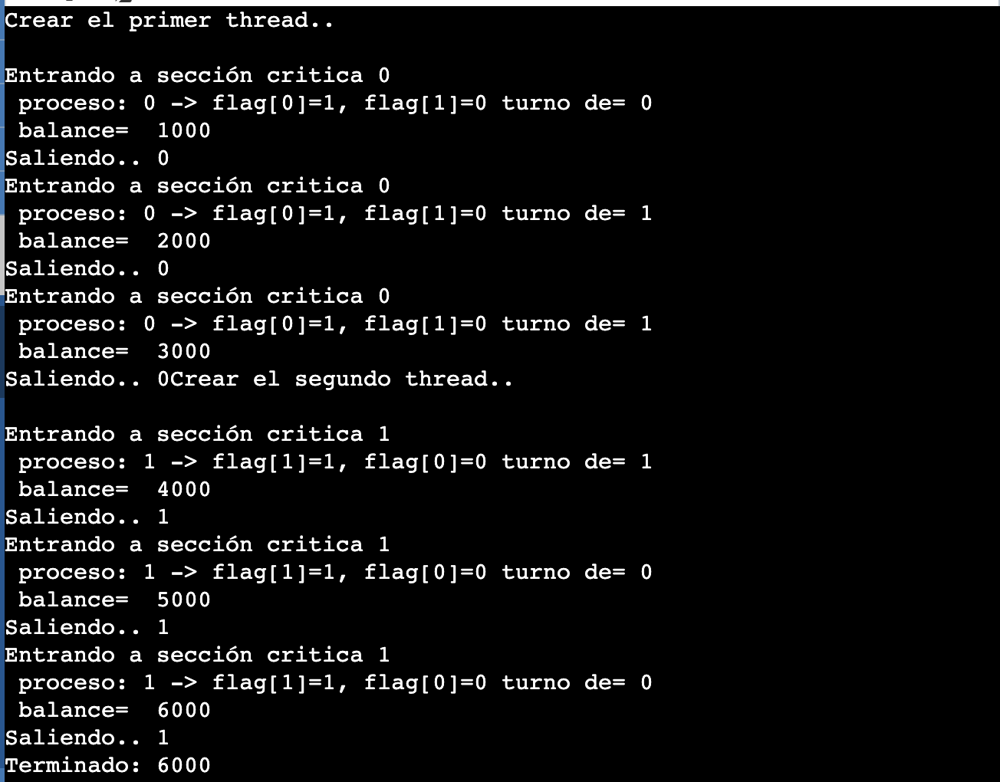 Crear el primer thread..
Entrando a sección critica 0
proceso: 0 -> flag[0]=1, flag[1]=0 turno de= 0
balance=  1000
Saliendo.. 0
Entrando a sección critica 0
proceso: 0 -> flag[0]=1, flag[1]=0 turno de= 1
balance=  2000
Saliendo.. 0
Entrando a sección critica 0
proceso: 0 -> flag[0]=1, flag[1]=0 turno de= 1
balance=  3000
Saliendo.. 0Crear el segundo thread..
Entrando a sección critica 1
proceso: 1 -> flag[1]=1, flag[0]=0 turno de= 1
balance=  4000
Saliendo.. 1
Entrando a sección critica 1
proceso: 1 -> flag[1]=1, flag[0]=0 turno de= 0
balance=  5000
Saliendo.. 1
Entrando a sección critica 1
proceso: 1 -> flag[1]=1, flag[0]=0 turno de= 0
balance=  6000
Saliendo.. 1
Terminado: 6000